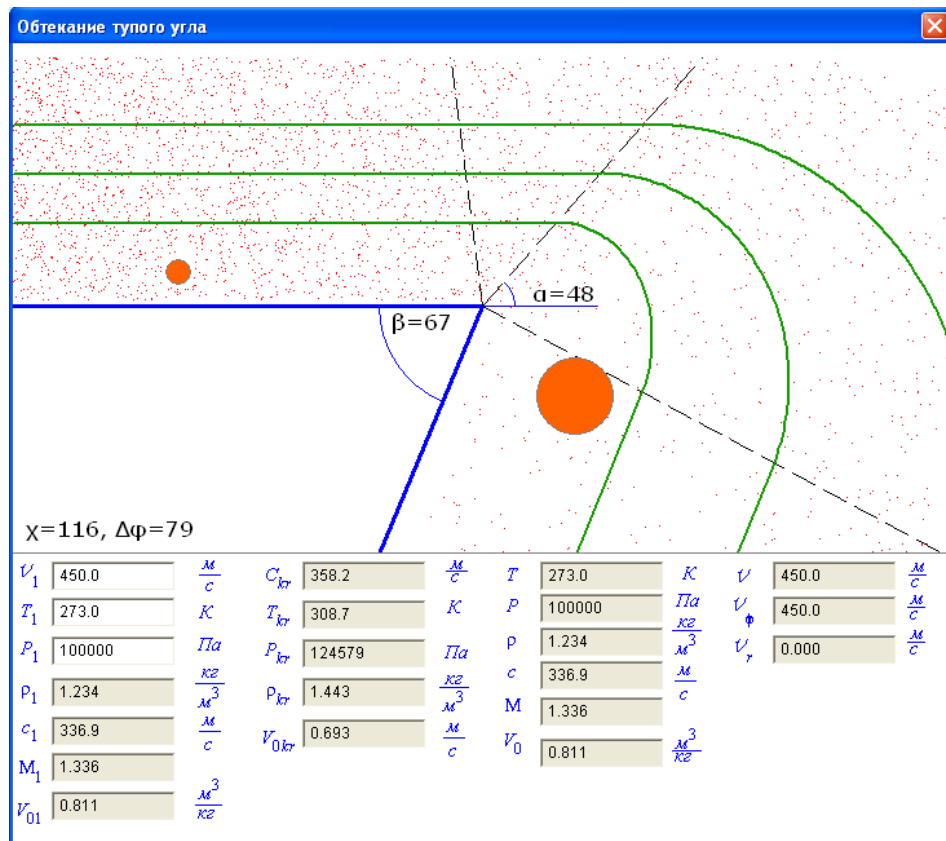 Обтекание тупого угла
α=48
β=67
χ=116, Δφ=79
υ1 450.0 м/с Ckr 358.2 м/с T 273.0 K υ 450.0 м/с
T1 273.0 K Tkr 308.7 K P 100000 Па υф 450.0 м/с
P1 100000 Па Pkr 124579 Па ρ 1.234 кг/м³ υr 0.000 м/с
ρ1 1.234 кг/м³ ρkr 1.443 кг/м³ c 336.9 м/с
c1 336.9 м/с V0kr 0.693 м/с M 1.336
M1 1.336 V0 0.811 м³/кг
V01 0.811 м³/кг